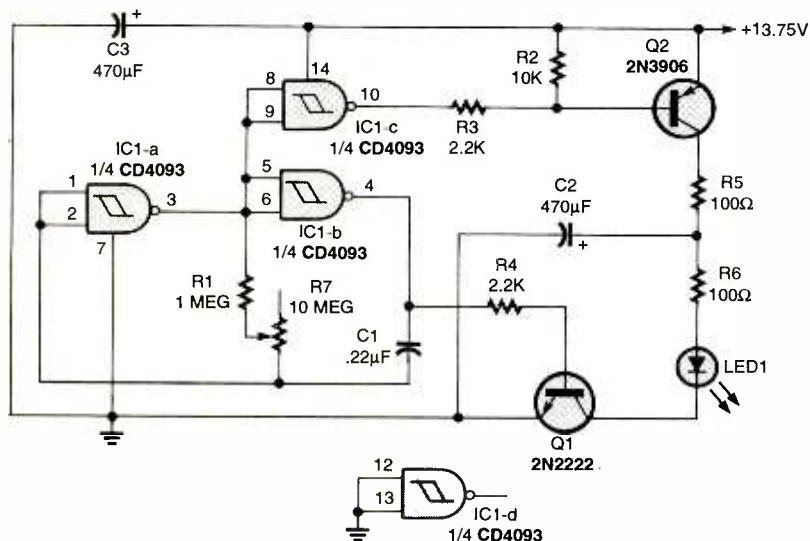 C3
+
470µF
+13.75V
Q2
2N3906
R2
10K
14
8
9
10
IC1-c
1/4 CD4093
R3
2.2K
IC1-a
1/4 CD4093
1
2
3
7
5
6
4
IC1-b
1/4 CD4093
C2
470µF
+
R5
100Ω
R1
1 MEG
R7
10 MEG
R4
2.2K
R6
100Ω
C1
.22µF
LED1
Q1
2N2222
12
13
IC1-d
1/4 CD4093